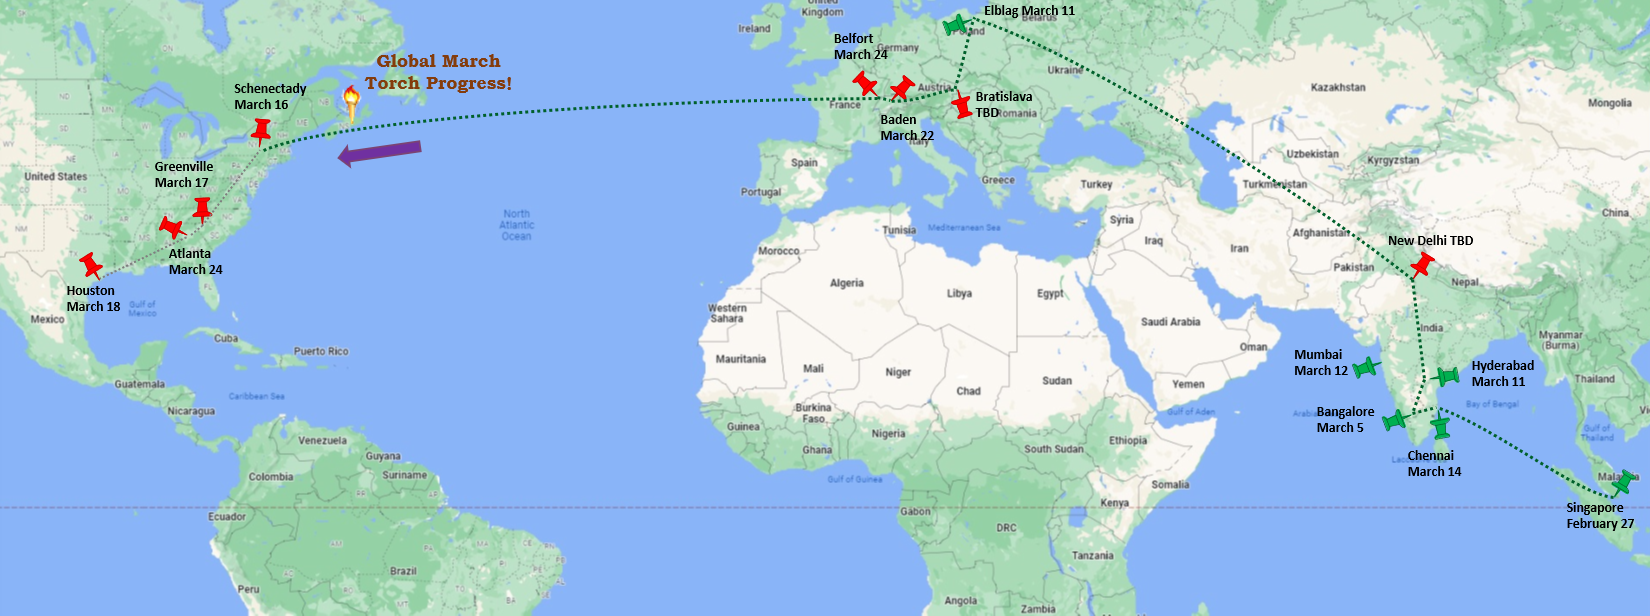 Global March
Torch Progress!
Schenectady
March 16
Greenville
March 17
Atlanta
March 24
Houston
March 18
Belfort
March 24
Baden
March 22
Bratislava
TBD
Elblag March 11
New Delhi TBD
Mumbai
March 12
Hyderabad
March 11
Bangalore
March 5
Chennai
March 14
Singapore
February 27
United States
Mexico
Gulf of
Mexico
Cuba
Puerto Rico
Guatemala
Caribbean Sea
Nicaragua
Venezuela
Guyana
Suriname
Colombia
Ecuador
Peru
Brazil
North
Atlantic
Ocean
United
Kingdom
Ireland
Germany
Poland
Belarus
Ukraine
Austria
France
Romania
Italy
Spain
Portugal
Greece
Turkey
Mediterranean Sea
Tunisia
Morocco
Algeria
Libya
Egypt
Western
Sahara
Mauritania
Mali
Niger
Chad
Sudan
Burkina
Faso
Guinea
Ghana
Nigeria
Gulf of Guinea
South Sudan
Ethiopia
Somalia
Kenya
Gabon
DRC
Tanzania
Angola
Zambia
Syria
Iraq
Iran
Saudi Arabia
Oman
Yemen
Gulf of Aden
Kazakhstan
Uzbekistan
Turkmenistan
Kyrgyzstan
Afghanistan
Pakistan
Mongolia
China
Nepal
India
Myanmar
(Burma)
Thailand
Bay of Bengal
Gulf of
Thailand